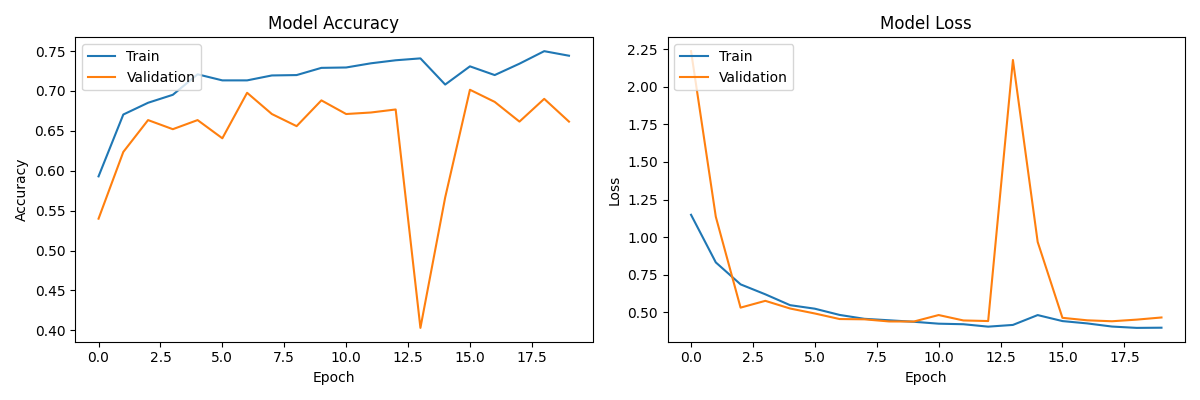 Model Accuracy
Train
Validation
0.75
0.70
0.65
0.60
0.55
0.50
0.45
0.40
Accuracy
0.0 2.5 5.0 7.5 10.0 12.5 15.0 17.5
Epoch
Model Loss
Train
Validation
2.25
2.00
1.75
1.50
1.25
1.00
0.75
0.50
Loss
0.0 2.5 5.0 7.5 10.0 12.5 15.0 17.5
Epoch